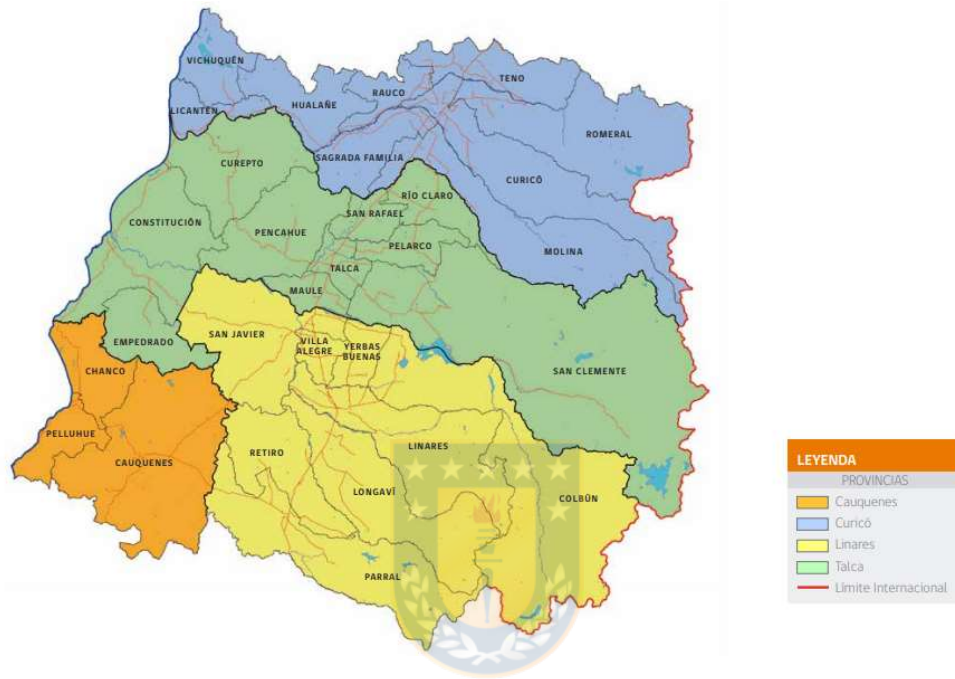 VICHUQUÉN
TENO
RAUCO
HUALAÑE
LICANTÉN
ROMERAL
SAGRADA FAMILIA
CUREPTO
CURICÓ
RÍO CLARO
SAN RAFAEL
CONSTITUCIÓN
PENCAHUE
PELARCO
MOLINA
TALCA
MAULE
SAN JAVIER
VILLA
ALEGRE
YERBAS
BUENAS
EMPEDRADO
CHANCO
SAN CLEMENTE
PELLUHUE
CAUQUENES
RETIRO
LINARES
LONGAVÍ
COLBÚN
PARRAL
LEYENDA
PROVINCIAS
Cauquenes
Curicó
Linares
Talca
Límite Internacional